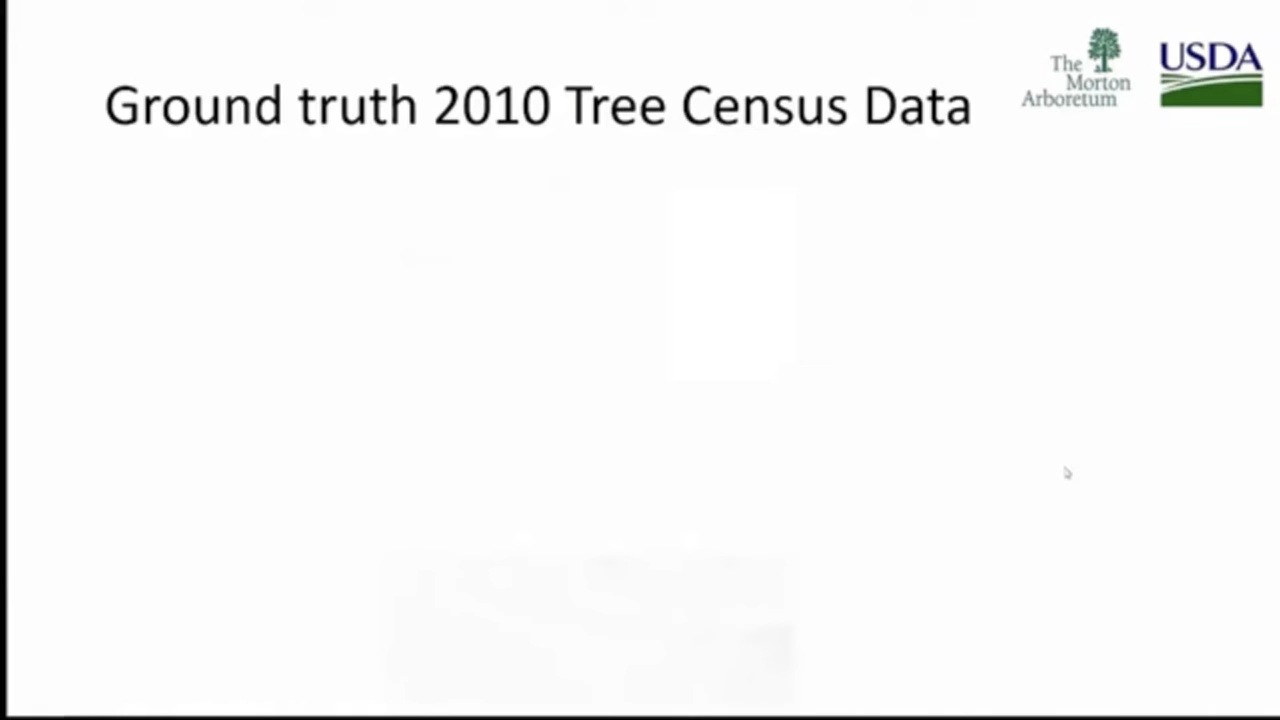 Ground truth 2010 Tree Census Data
The
Morton
Arboretum
USDA